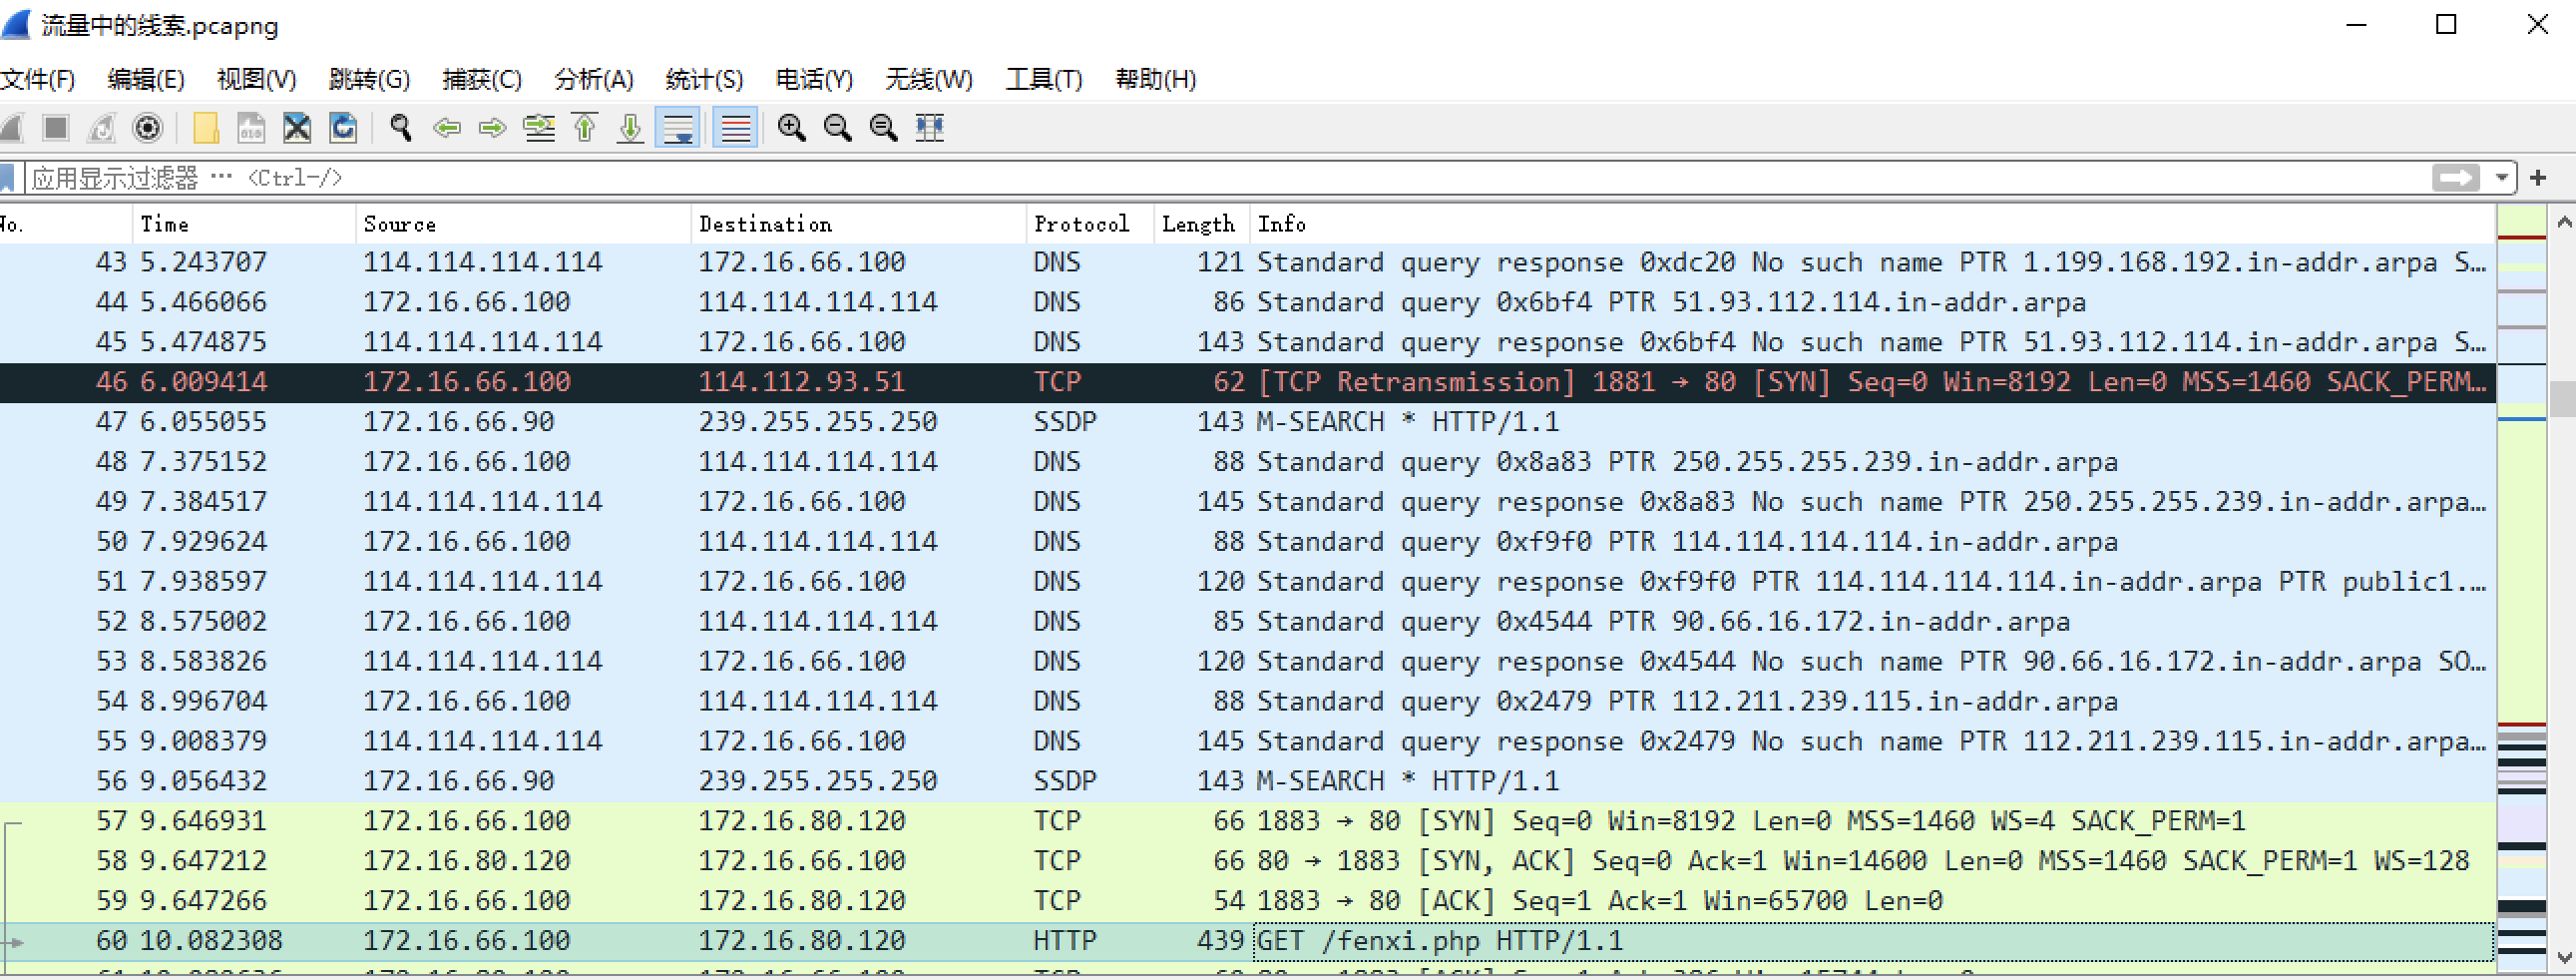 流量中的线索.pcapng
文件(F) 编辑(E) 视图(V) 跳转(G) 捕获(C) 分析(A) 统计(S) 电话(Y) 无线(W) 工具(T) 帮助(H)
应用显示过滤器 … <Ctrl-/>
No. Time Source Destination Protocol Length Info
43 5.243707 114.114.114.114 172.16.66.100 DNS 121 Standard query response 0xdc20 No such name PTR 1.199.168.192.in-addr.arpa S…
44 5.466066 172.16.66.100 114.114.114.114 DNS 86 Standard query 0x6bf4 PTR 51.93.112.114.in-addr.arpa
45 5.474875 114.114.114.114 172.16.66.100 DNS 143 Standard query response 0x6bf4 No such name PTR 51.93.112.114.in-addr.arpa S…
46 6.009414 172.16.66.100 114.112.93.51 TCP 62 [TCP Retransmission] 1881 → 80 [SYN] Seq=0 Win=8192 Len=0 MSS=1460 SACK_PERM…
47 6.055055 172.16.66.90 239.255.255.250 SSDP 143 M-SEARCH * HTTP/1.1
48 7.375152 172.16.66.100 114.114.114.114 DNS 88 Standard query 0x8a83 PTR 250.255.255.239.in-addr.arpa
49 7.384517 114.114.114.114 172.16.66.100 DNS 145 Standard query response 0x8a83 No such name PTR 250.255.255.239.in-addr.arpa…
50 7.929624 172.16.66.100 114.114.114.114 DNS 88 Standard query 0xf9f0 PTR 114.114.114.114.in-addr.arpa
51 7.938597 114.114.114.114 172.16.66.100 DNS 120 Standard query response 0xf9f0 PTR 114.114.114.114.in-addr.arpa PTR public1.…
52 8.575002 172.16.66.100 114.114.114.114 DNS 85 Standard query 0x4544 PTR 90.66.16.172.in-addr.arpa
53 8.583826 114.114.114.114 172.16.66.100 DNS 120 Standard query response 0x4544 No such name PTR 90.66.16.172.in-addr.arpa SO…
54 8.996704 172.16.66.100 114.114.114.114 DNS 88 Standard query 0x2479 PTR 112.211.239.115.in-addr.arpa
55 9.008379 114.114.114.114 172.16.66.100 DNS 145 Standard query response 0x2479 No such name PTR 112.211.239.115.in-addr.arpa…
56 9.056432 172.16.66.90 239.255.255.250 SSDP 143 M-SEARCH * HTTP/1.1
57 9.646931 172.16.66.100 172.16.80.120 TCP 66 1883 → 80 [SYN] Seq=0 Win=8192 Len=0 MSS=1460 WS=4 SACK_PERM=1
58 9.647212 172.16.80.120 172.16.66.100 TCP 66 80 → 1883 [SYN, ACK] Seq=0 Ack=1 Win=14600 Len=0 MSS=1460 SACK_PERM=1 WS=128
59 9.647266 172.16.66.100 172.16.80.120 TCP 54 1883 → 80 [ACK] Seq=1 Ack=1 Win=65700 Len=0
60 10.082308 172.16.66.100 172.16.80.120 HTTP 439 GET /fenxi.php HTTP/1.1